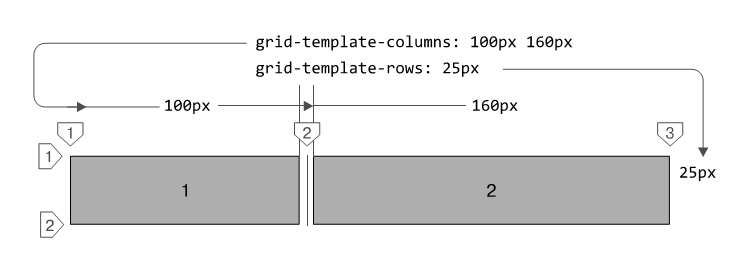 grid-template-columns: 100px 160px
grid-template-rows: 25px
100px 160px
1 2 3
1
25px
1 2
2